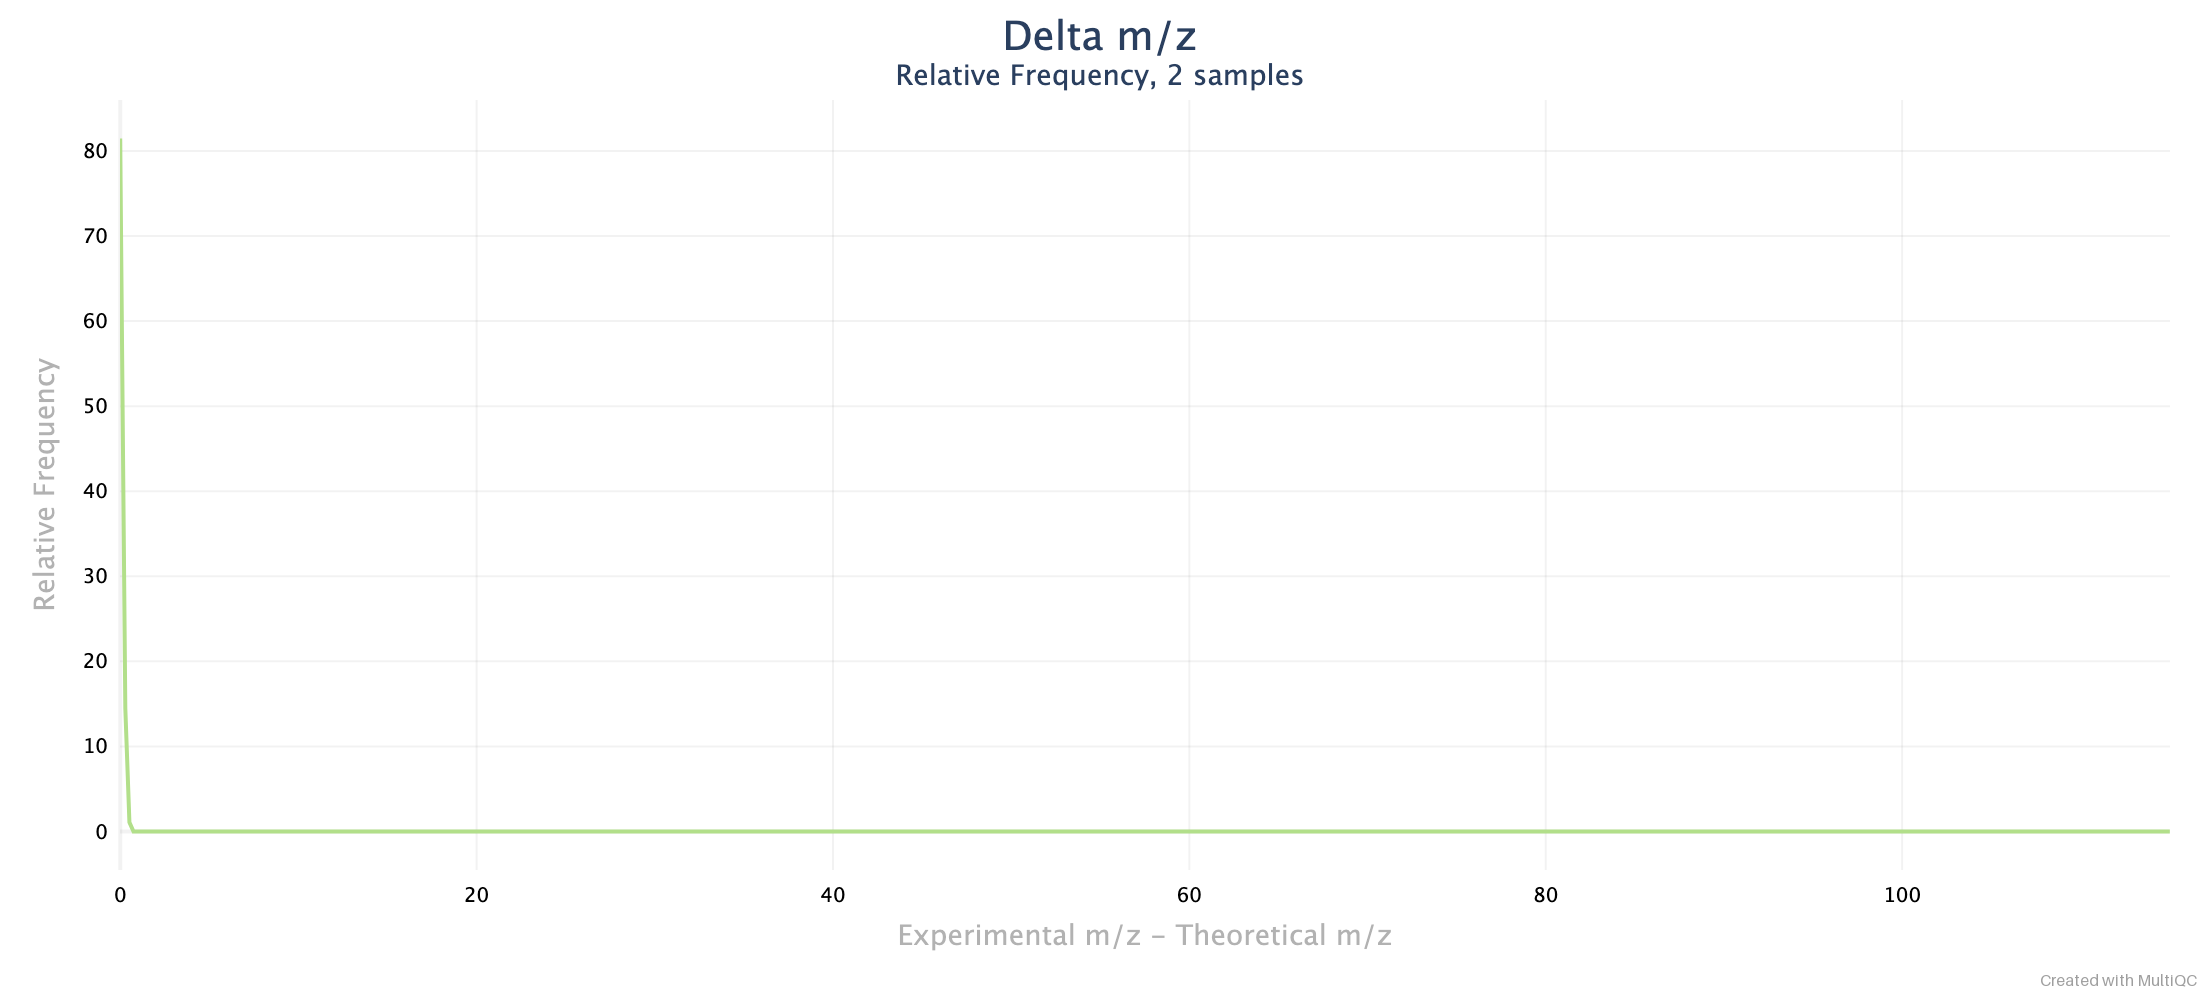 Delta m/z
Relative Frequency, 2 samples
80
70
60
50
40
30
20
10
0
Relative Frequency
0 20 40 60 80 100
Experimental m/z – Theoretical m/z
Created with MultiQC